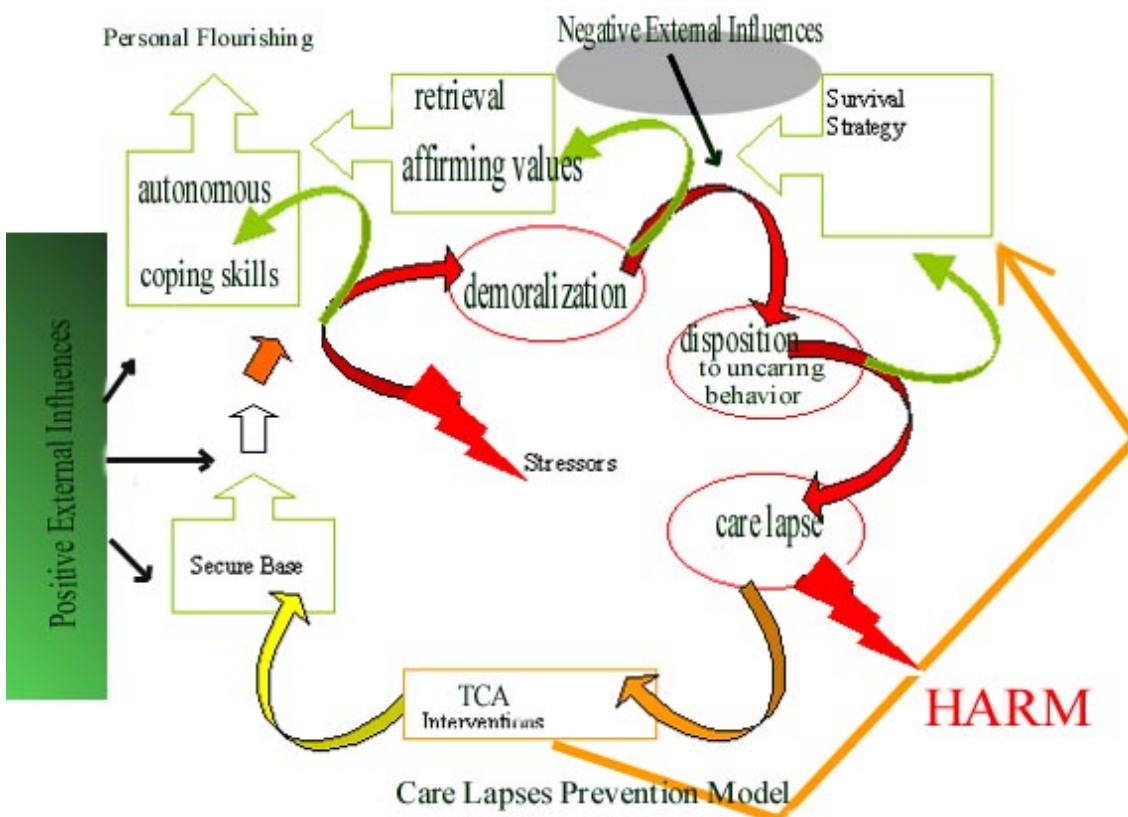 Personal Flourishing
Negative External Influences
retrieval
affirming values
Survival
Strategy
autonomous
coping skills
demoralization
disposition
to uncaring
behavior
Positive External Influences
Stressors
care lapse
Secure Base
TCA
Interventions
HARM
Care Lapses Prevention Model